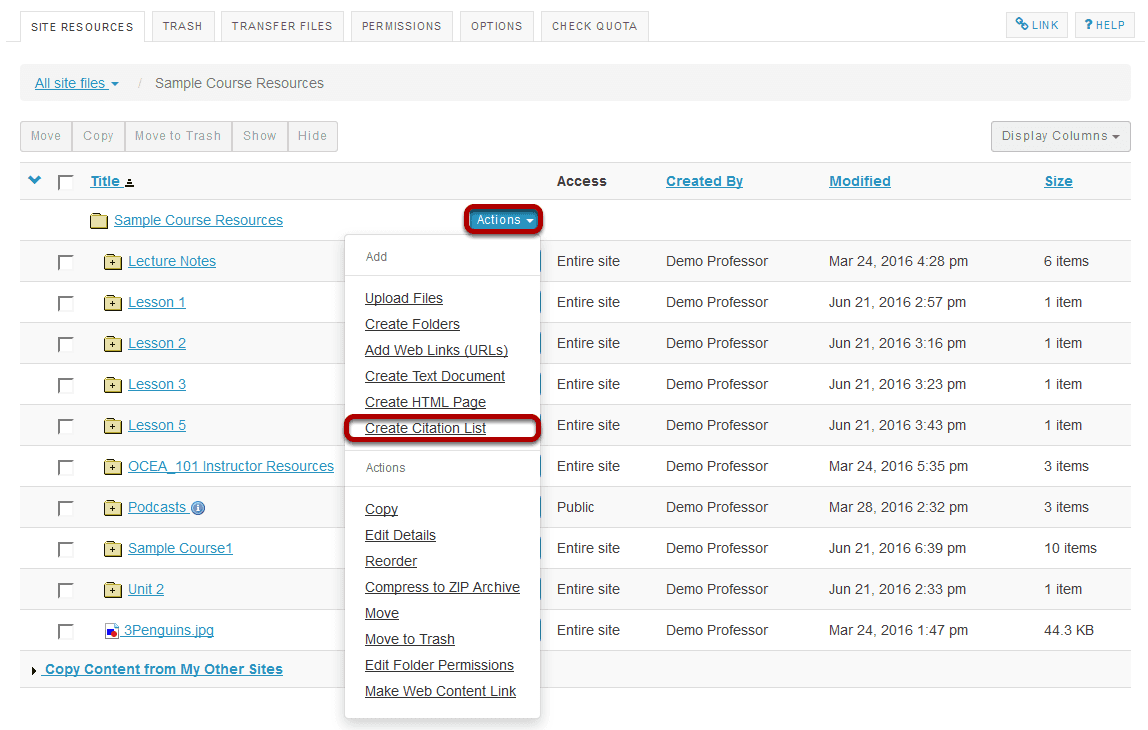 SITE RESOURCES TRASH TRANSFER FILES PERMISSIONS OPTIONS CHECK QUOTA LINK ? HELP
All site files / Sample Course Resources
Move Copy Move to Trash Show Hide Display Columns
Title Access Created By Modified Size
Sample Course Resources Actions
Add
Lecture Notes Entire site Demo Professor Mar 24, 2016 4:28 pm 6 items
Upload Files
Lesson 1 Entire site Demo Professor Jun 21, 2016 2:57 pm 1 item
Create Folders
Lesson 2 Entire site Demo Professor Jun 21, 2016 3:16 pm 1 item
Add Web Links (URLs)
Create Text Document
Lesson 3 Entire site Demo Professor Jun 21, 2016 3:23 pm 1 item
Create HTML Page
Lesson 5 Entire site Demo Professor Jun 21, 2016 3:43 pm 1 item
Create Citation List
OCEA_101 Instructor Resources Actions Entire site Demo Professor Mar 24, 2016 5:35 pm 3 items
Podcasts Copy Public Demo Professor Mar 28, 2016 2:32 pm 3 items
Edit Details
Sample Course1 Entire site Demo Professor Jun 21, 2016 6:39 pm 10 items
Reorder
Unit 2 Compress to ZIP Archive Entire site Demo Professor Jun 21, 2016 2:33 pm 1 item
Move
3Penguins.jpg Move to Trash Entire site Demo Professor Mar 24, 2016 1:47 pm 44.3 KB
Copy Content from My Other Sites Edit Folder Permissions
Make Web Content Link